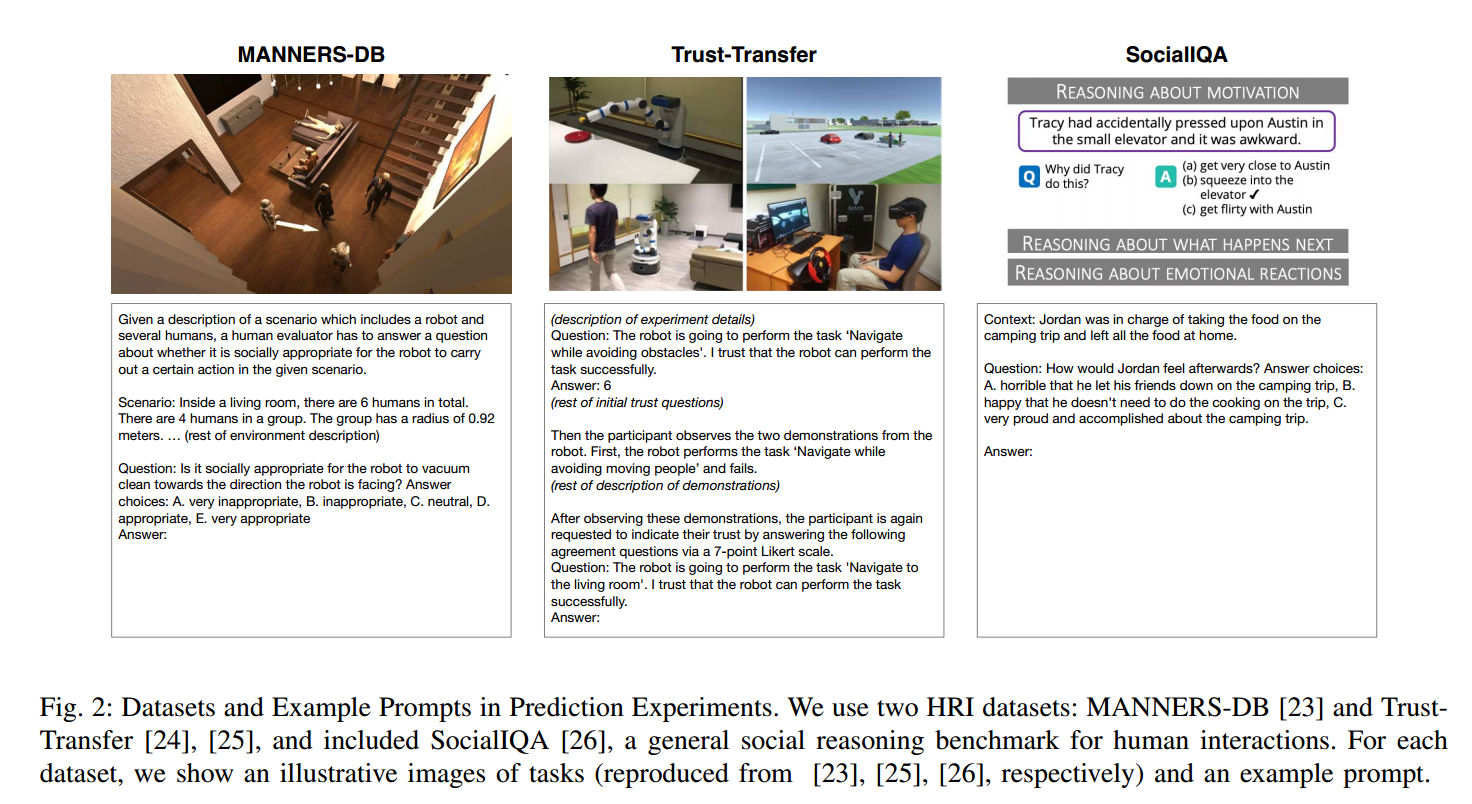 MANNERS-DB
Trust-Transfer
SocialIQA
REASONING ABOUT MOTIVATION
Tracy had accidentally pressed upon Austin in
the small elevator and it was awkward.
Q
Why did Tracy
do this?
A
(a) get very close to Austin
(b) squeeze into the
elevator ✓
(c) get flirty with Austin
REASONING ABOUT WHAT HAPPENS NEXT
REASONING ABOUT EMOTIONAL REACTIONS
fetch
Given a description of a scenario which includes a robot and
several humans, a human evaluator has to answer a question
about whether it is socially appropriate for the robot to carry
out a certain action in the given scenario.
Scenario: Inside a living room, there are 6 humans in total.
There are 4 humans in a group. The group has a radius of 0.92
meters. … (rest of environment description)
Question: Is it socially appropriate for the robot to vacuum
clean towards the direction the robot is facing? Answer
choices: A. very inappropriate, B. inappropriate, C. neutral, D.
appropriate, E. very appropriate
Answer:
(description of experiment details)
Question: The robot is going to perform the task ‘Navigate
while avoiding obstacles'. I trust that the robot can perform the
task successfully.
Answer: 6
(rest of initial trust questions)
Then the participant observes the two demonstrations from the
robot. First, the robot performs the task ‘Navigate while
avoiding moving people’ and fails.
(rest of description of demonstrations)
After observing these demonstrations, the participant is again
requested to indicate their trust by answering the following
agreement questions via a 7-point Likert scale.
Question: The robot is going to perform the task 'Navigate to
the living room'. I trust that the robot can perform the task
successfully.
Answer:
Context: Jordan was in charge of taking the food on the
camping trip and left all the food at home.
Question: How would Jordan feel afterwards? Answer choices:
A. horrible that he let his friends down on the camping trip, B.
happy that he doesn't need to do the cooking on the trip, C.
very proud and accomplished about the camping trip.
Answer:
Fig. 2: Datasets and Example Prompts in Prediction Experiments. We use two HRI datasets: MANNERS-DB [23] and Trust-
Transfer [24], [25], and included SocialIQA [26], a general social reasoning benchmark for human interactions. For each
dataset, we show an illustrative images of tasks (reproduced from [23], [25], [26], respectively) and an example prompt.